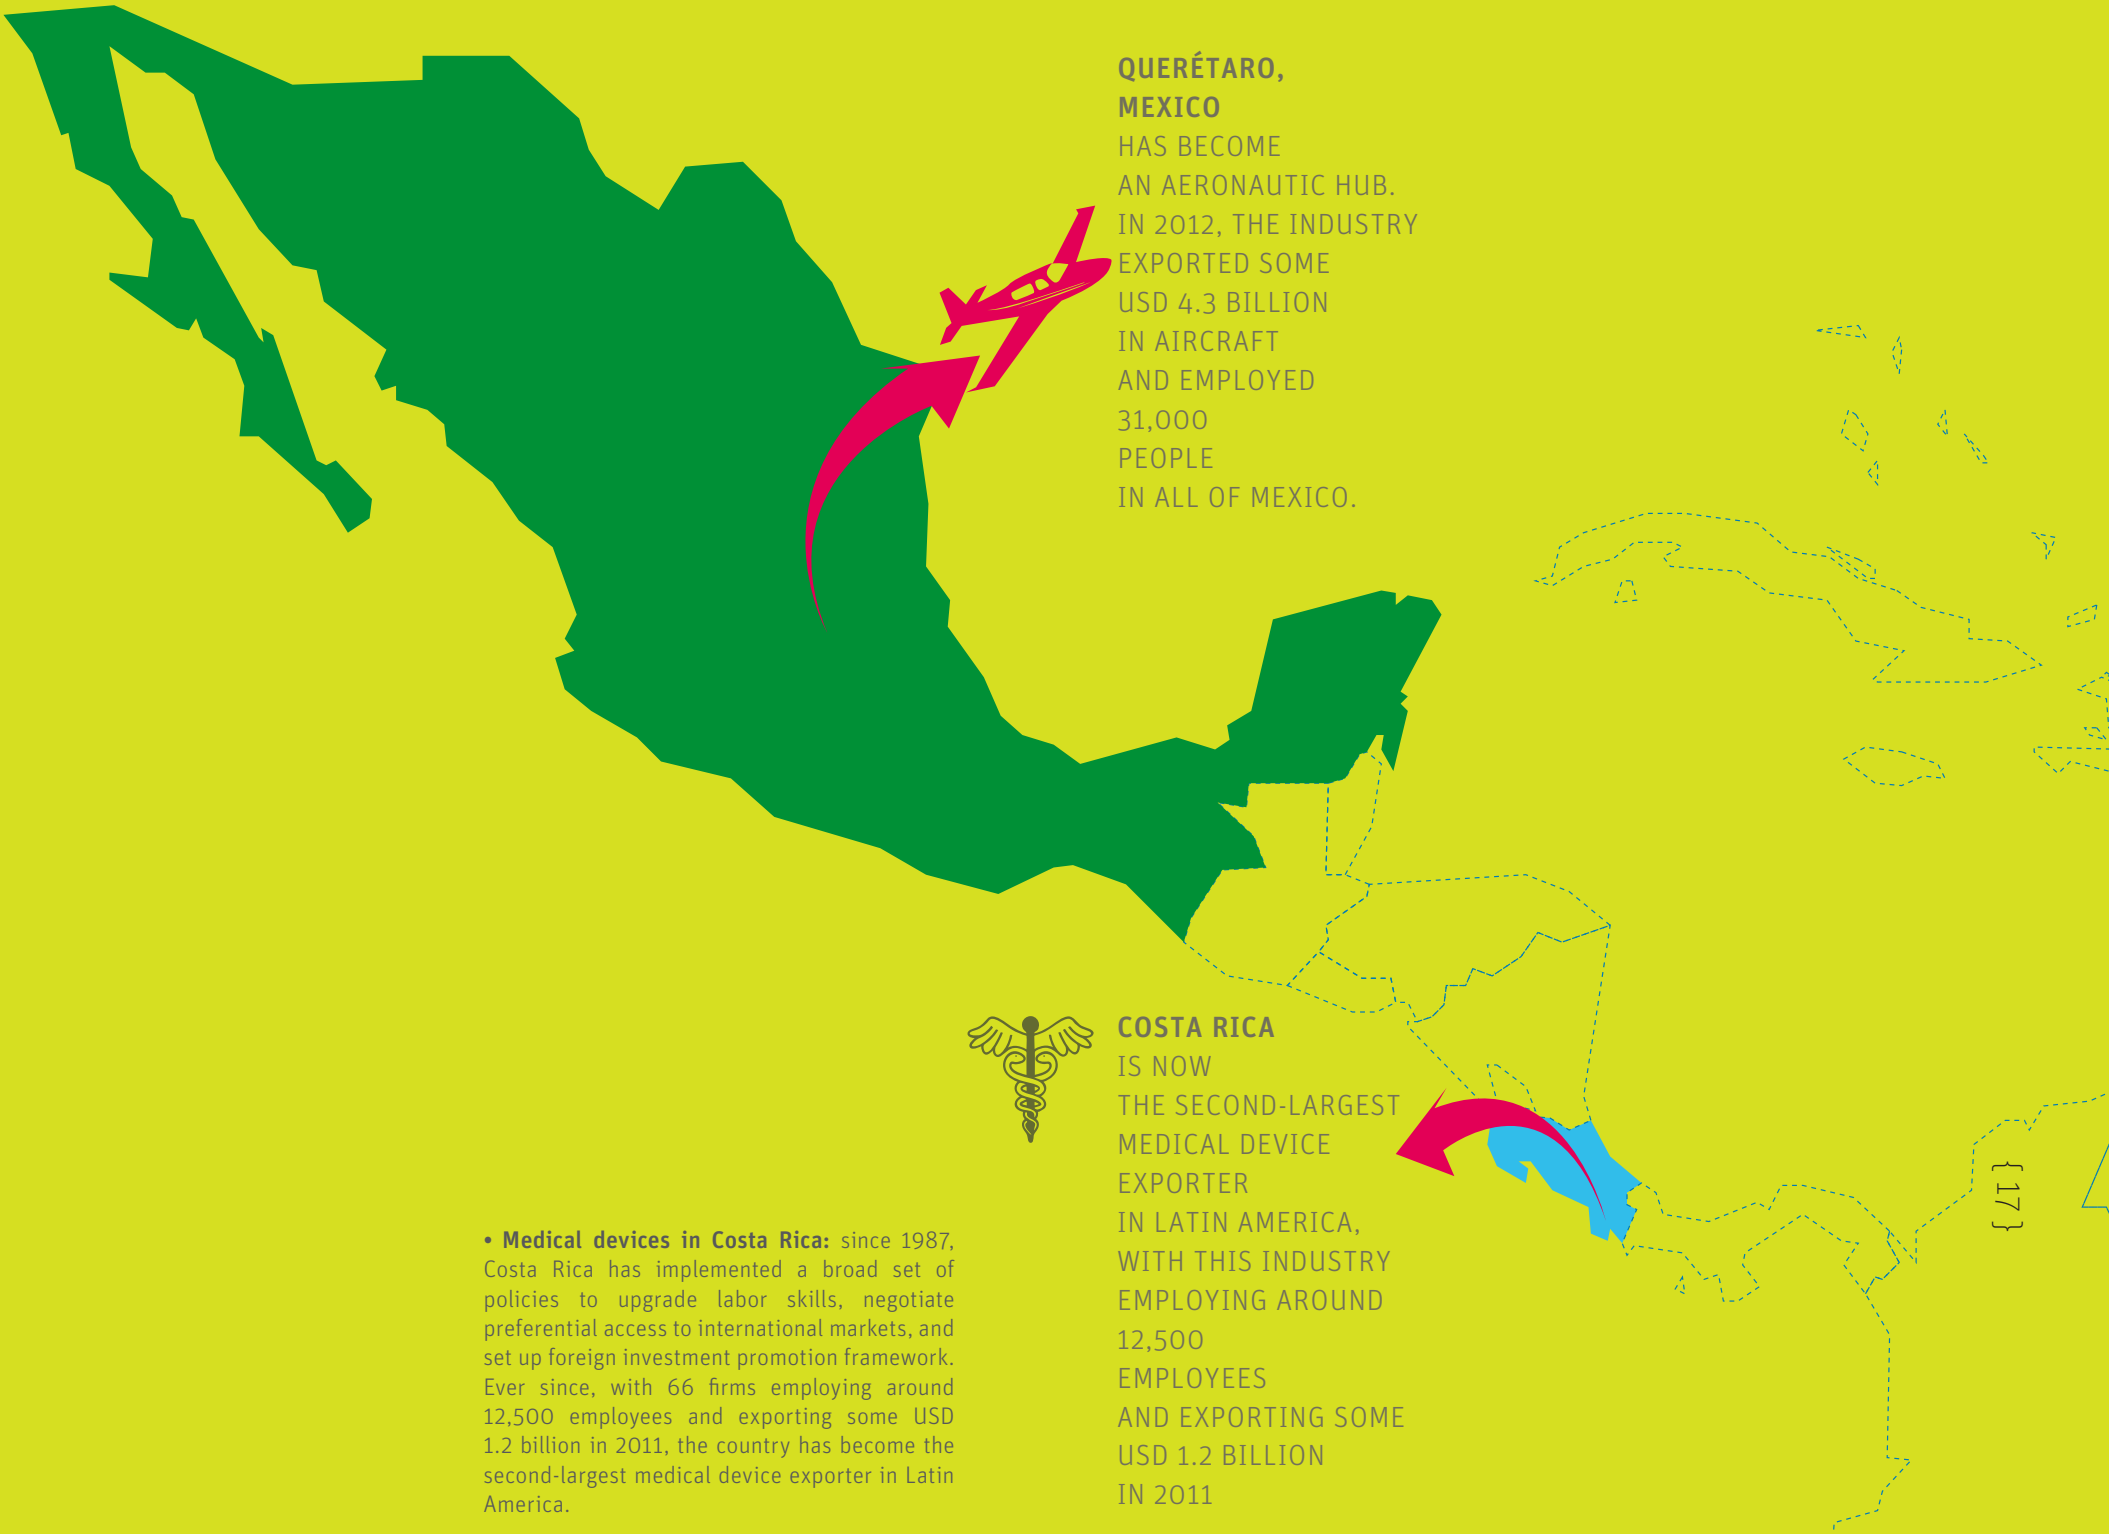 QUERÉTARO,
MEXICO
HAS BECOME
AN AERONAUTIC HUB.
IN 2012, THE INDUSTRY
EXPORTED SOME
USD 4.3 BILLION
IN AIRCRAFT
AND EMPLOYED
31,000
PEOPLE
IN ALL OF MEXICO.
COSTA RICA
IS NOW
THE SECOND-LARGEST
MEDICAL DEVICE
EXPORTER
IN LATIN AMERICA,
WITH THIS INDUSTRY
EMPLOYING AROUND
12,500
EMPLOYEES
AND EXPORTING SOME
USD 1.2 BILLION
IN 2011
• Medical devices in Costa Rica: since 1987,
Costa Rica has implemented a broad set of
policies to upgrade labor skills, negotiate
preferential access to international markets, and
set up foreign investment promotion framework.
Ever since, with 66 firms employing around
12,500 employees and exporting some USD
1.2 billion in 2011, the country has become the
second-largest medical device exporter in Latin
America.
{ 17 }